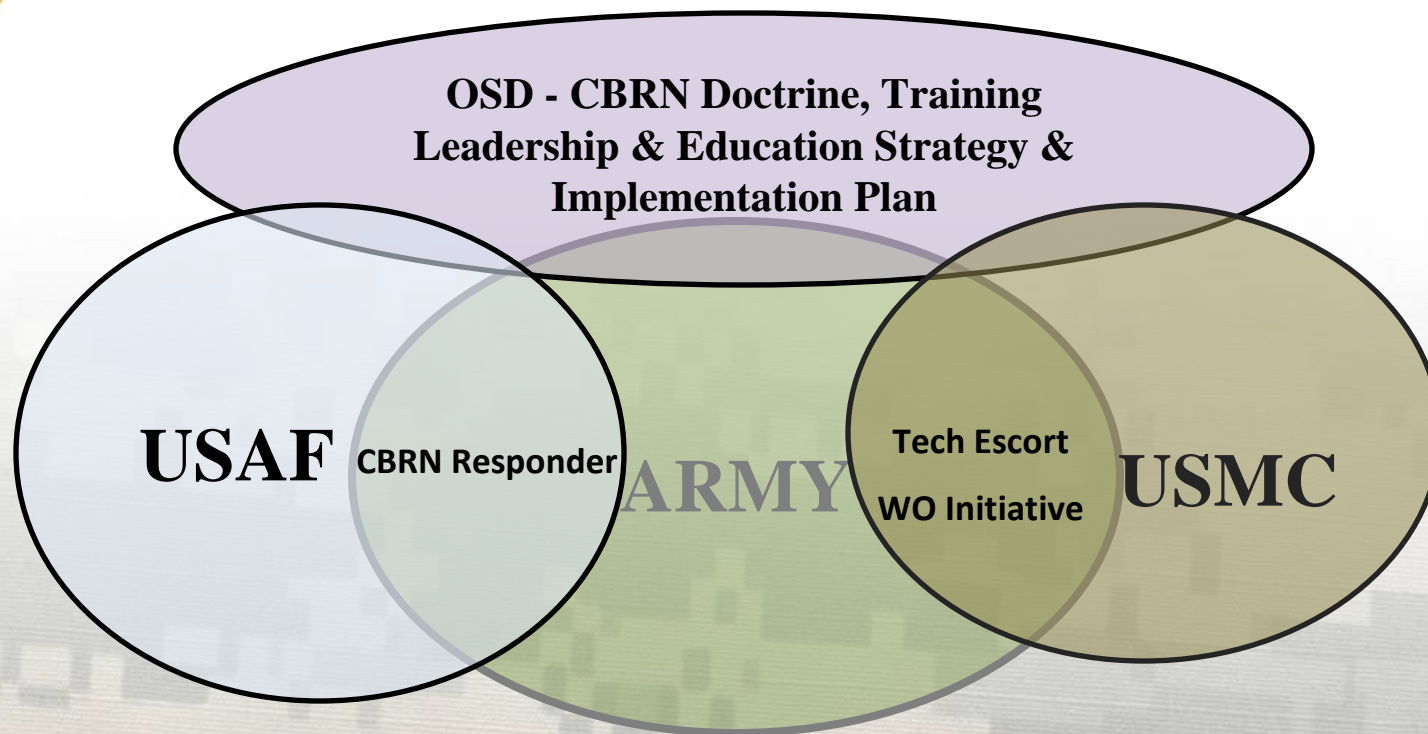 OSD - CBRN Doctrine, Training
Leadership & Education Strategy &
Implementation Plan
USAF
CBRN Responder
ARMY
Tech Escort
WO Initiative
USMC